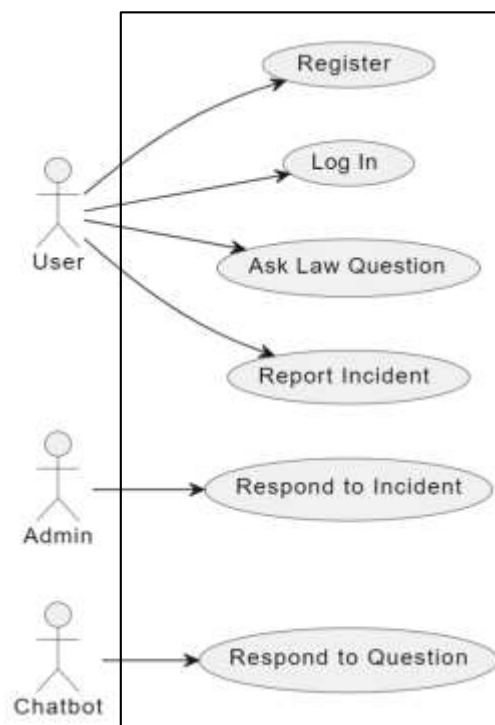 Register
Log In
User
Ask Law Question
Report Incident
Respond to Incident
Admin
Respond to Question
Chatbot